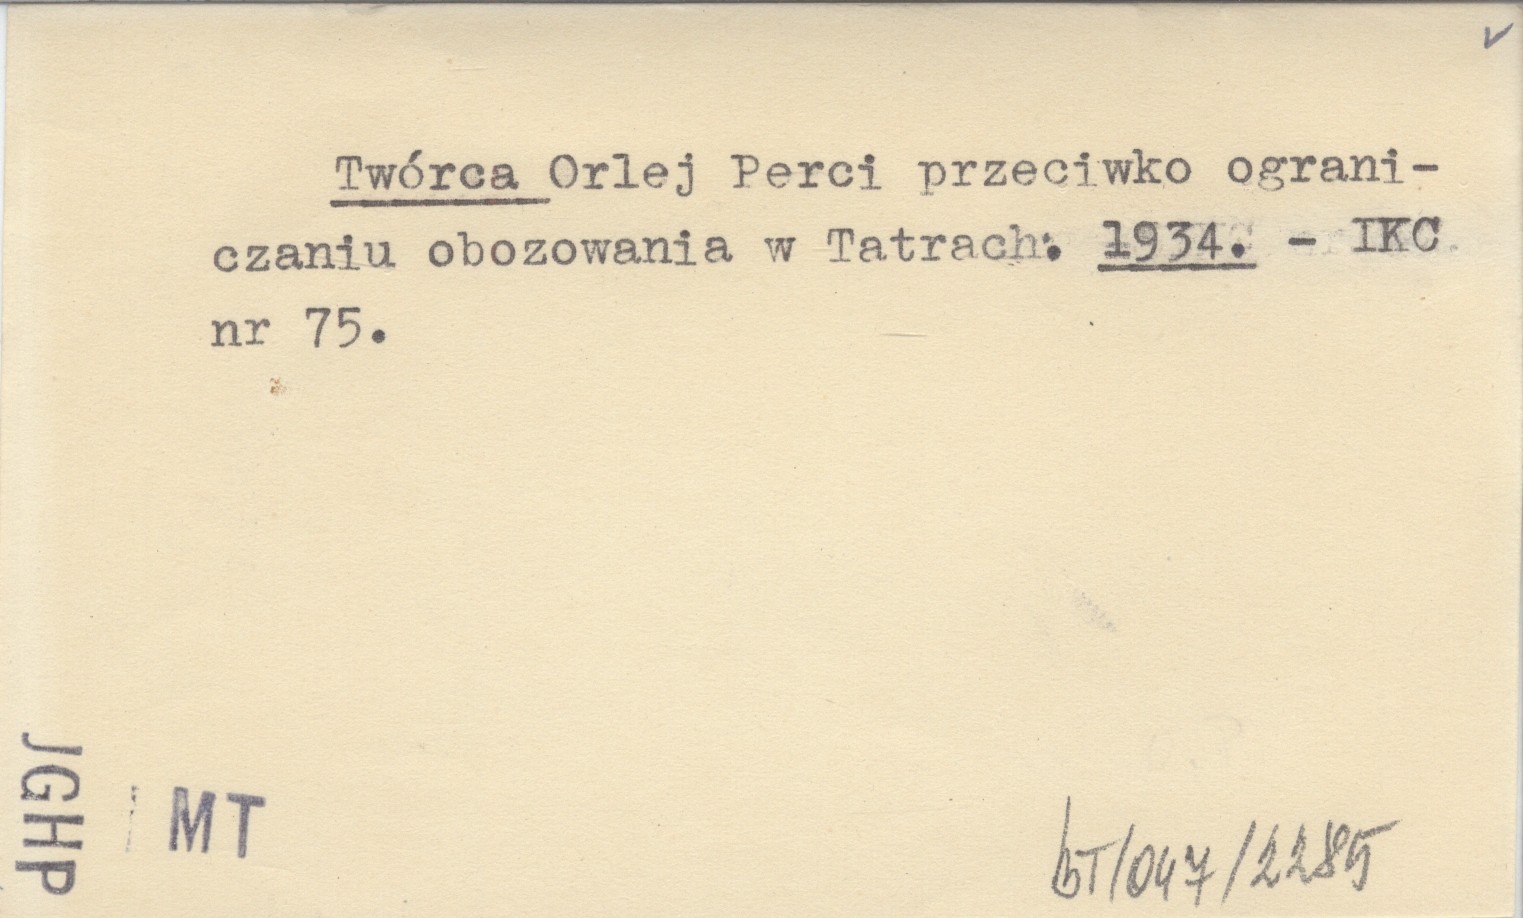 Twórca Orlej Perci przeciwko ograni-
czaniu obozowania w Tatrach. 1934. - IKC
nr 75.
JGHP
MT
bT/047/2285